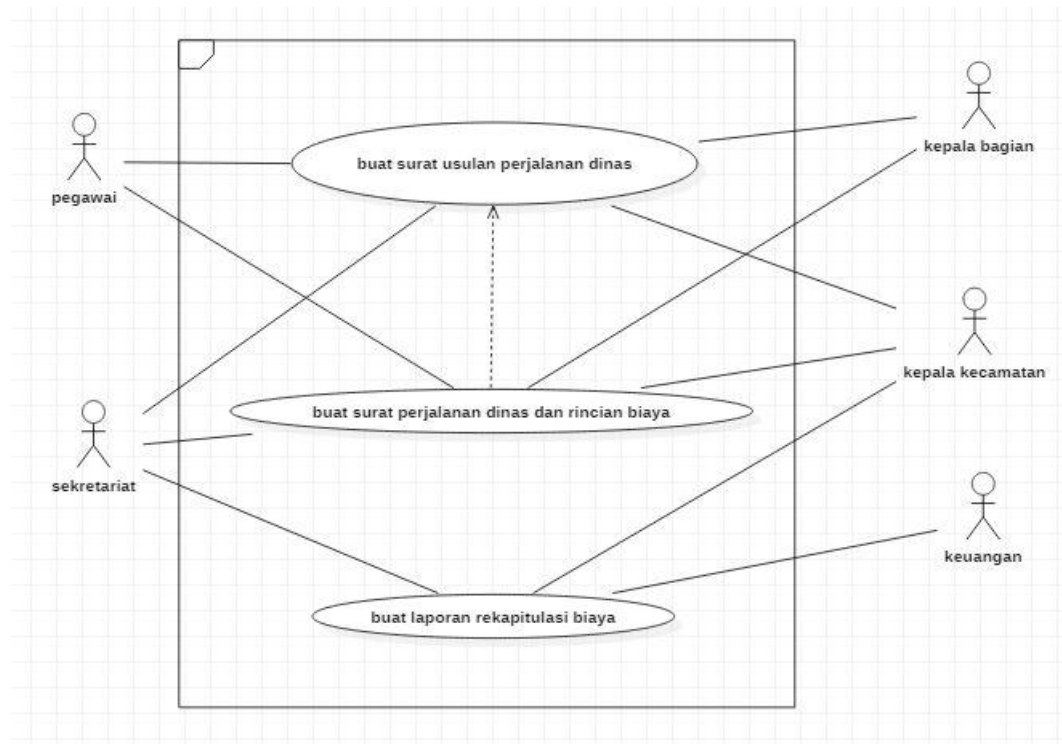 kepala bagian
buat surat usulan perjalanan dinas
pegawai
kepala kecamatan
buat surat perjalanan dinas dan rincian biaya
sekretariat
keuangan
buat laporan rekapitulasi biaya